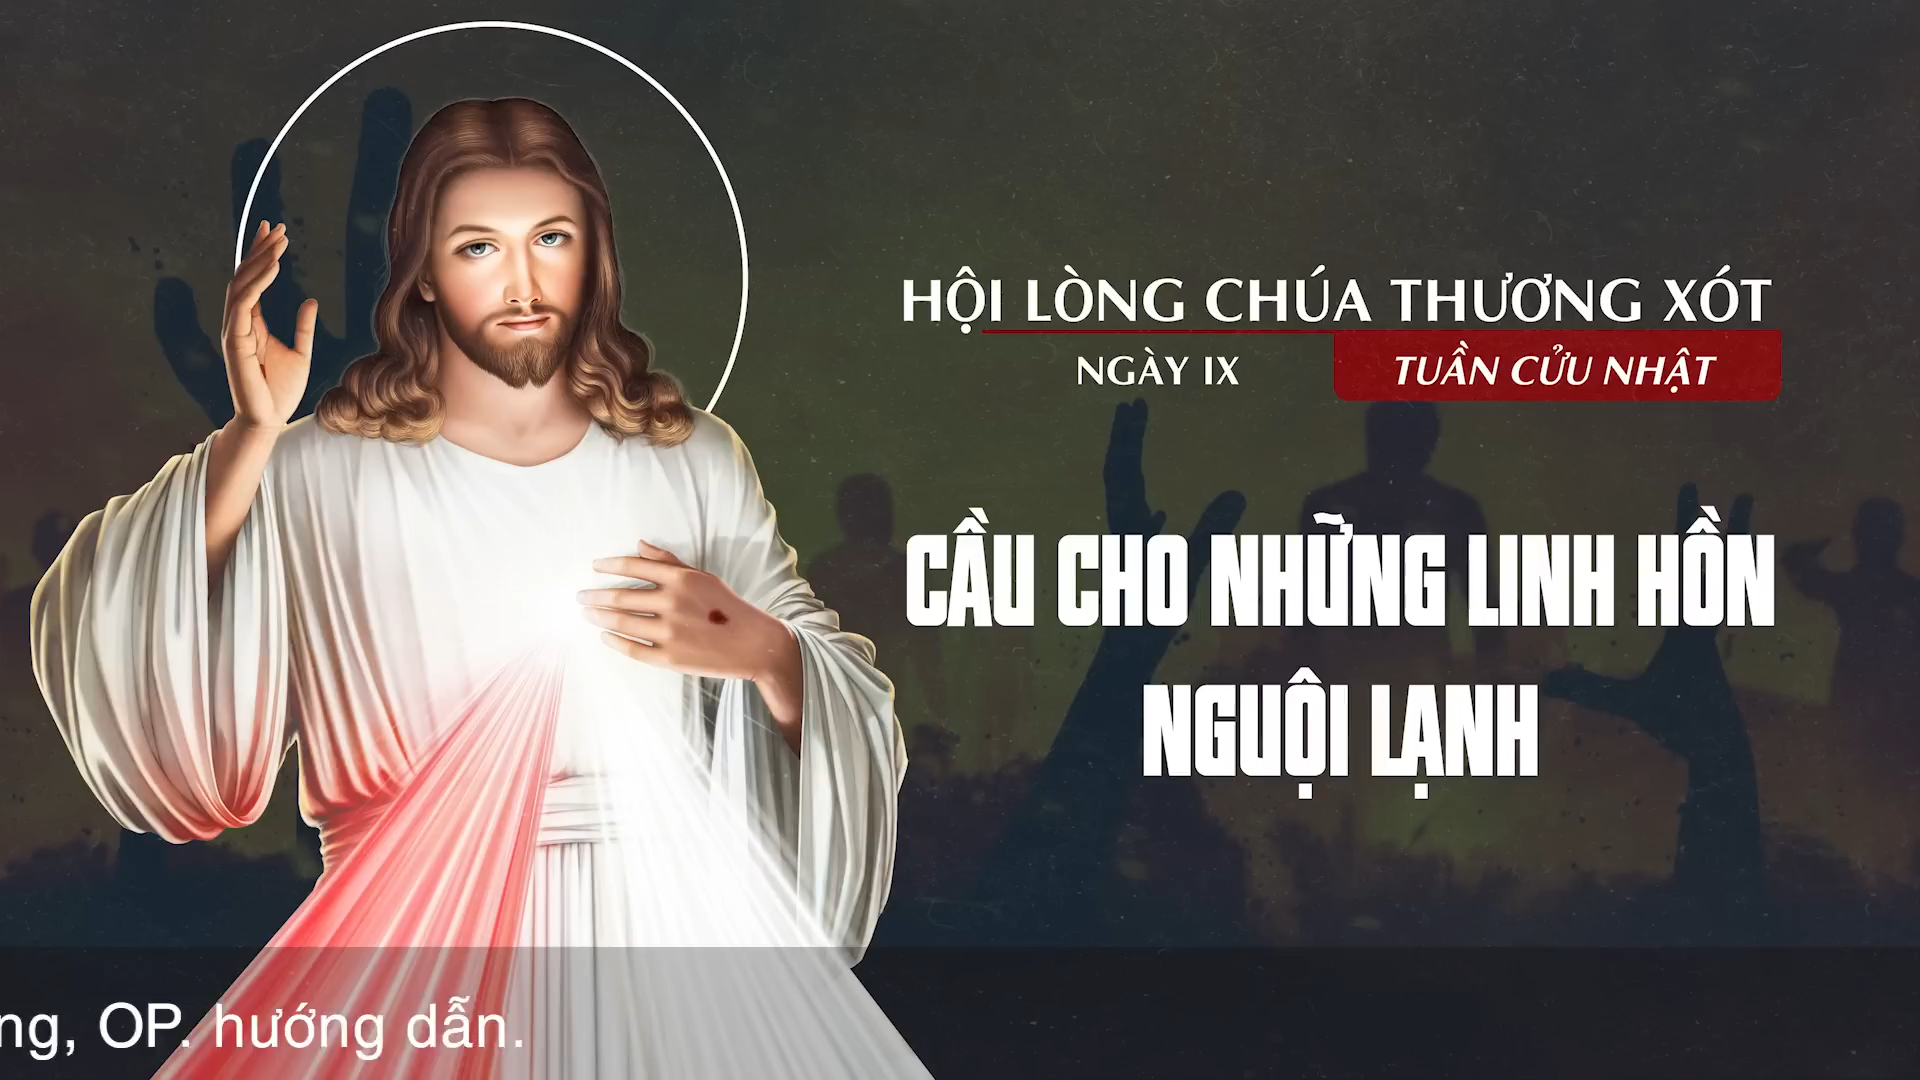 HỘI LÒNG CHÚA THƯƠNG XÓT
NGÀY IX
TUẦN CỬU NHẬT
CẦU CHO NHỮNG LINH HỒN
NGUỘI LẠNH
OP. hướng dẫn.